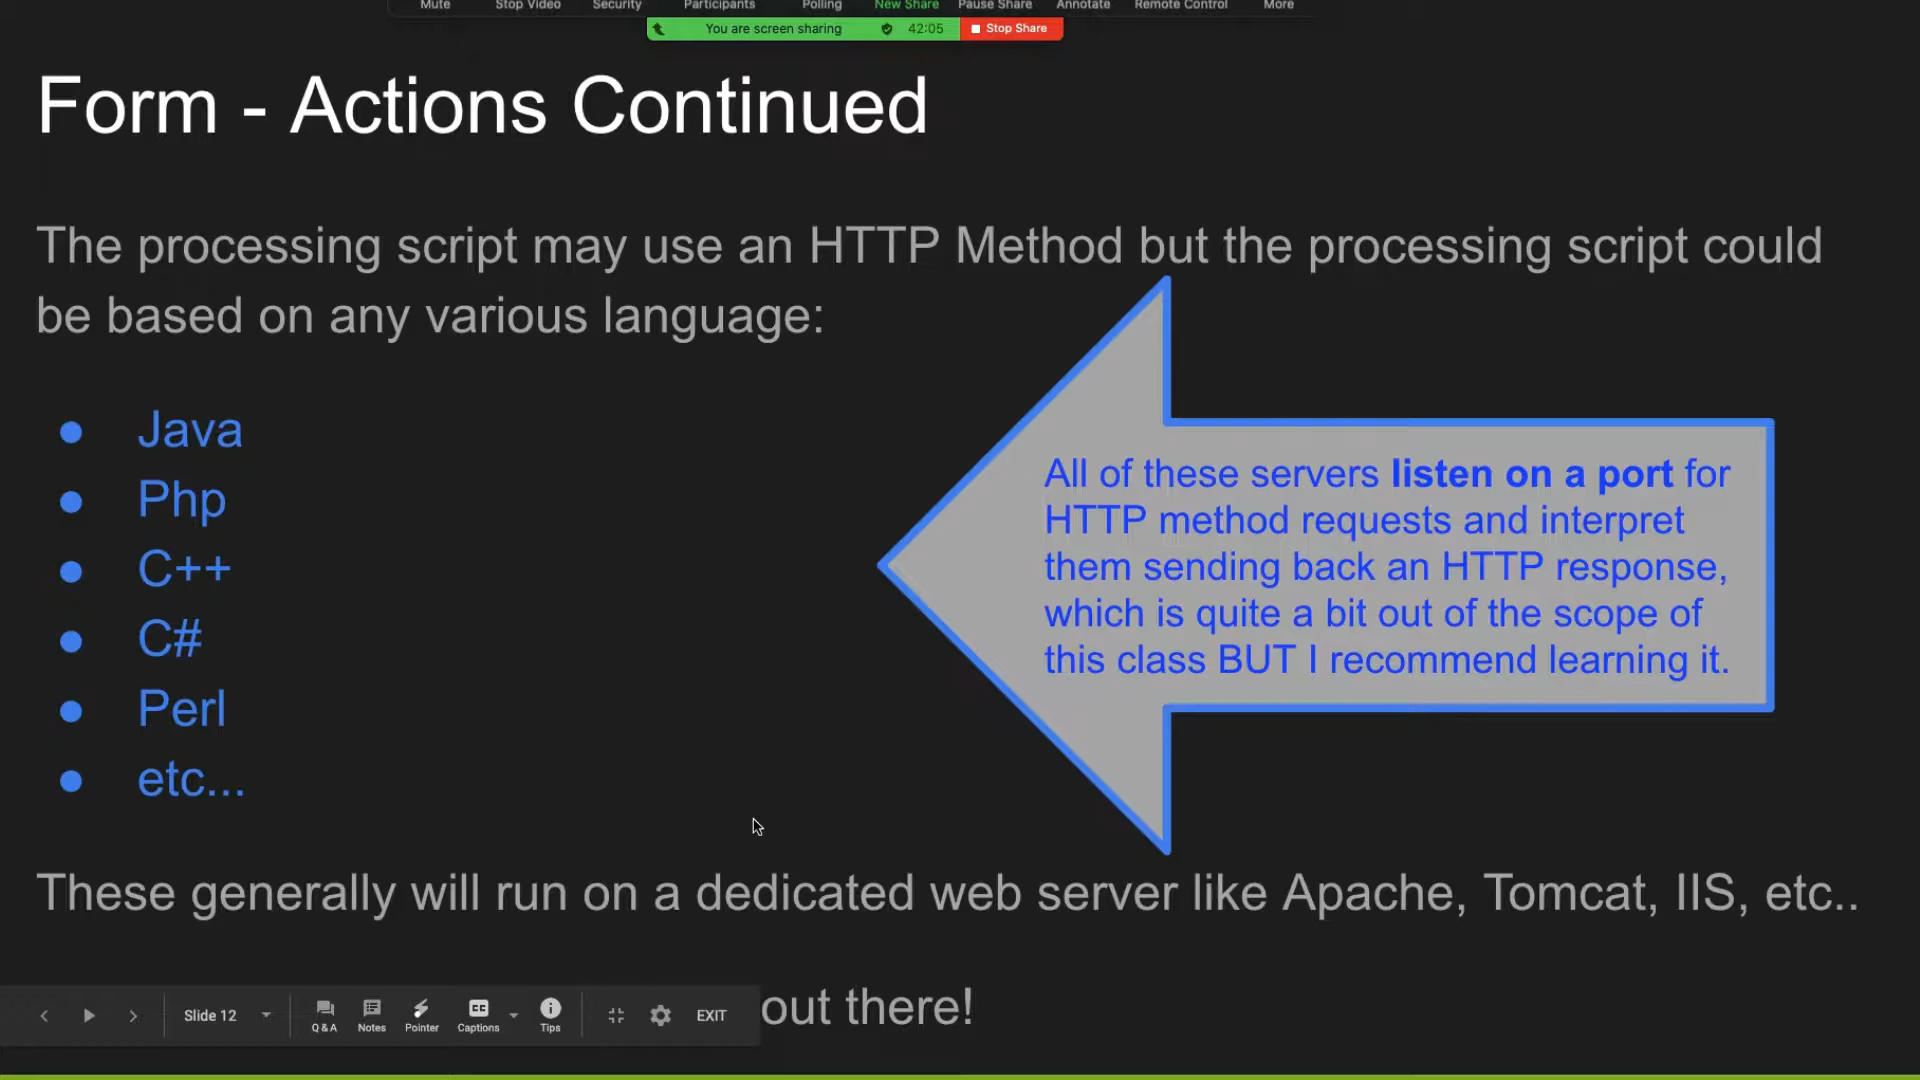 Mute Stop Video Security Participants Polling New Share Pause Share Annotate Remote Control More
You are screen sharing 42:05 Stop Share
Form - Actions Continued
The processing script may use an HTTP Method but the processing script could
be based on any various language:
Java
Php
C++
C#
Perl
etc...
All of these servers listen on a port for
HTTP method requests and interpret
them sending back an HTTP response,
which is quite a bit out of the scope of
this class BUT I recommend learning it.
These generally will run on a dedicated web server like Apache, Tomcat, IIS, etc..
out there!
Slide 12 Q & A Notes Pointer CC Captions Tips EXIT